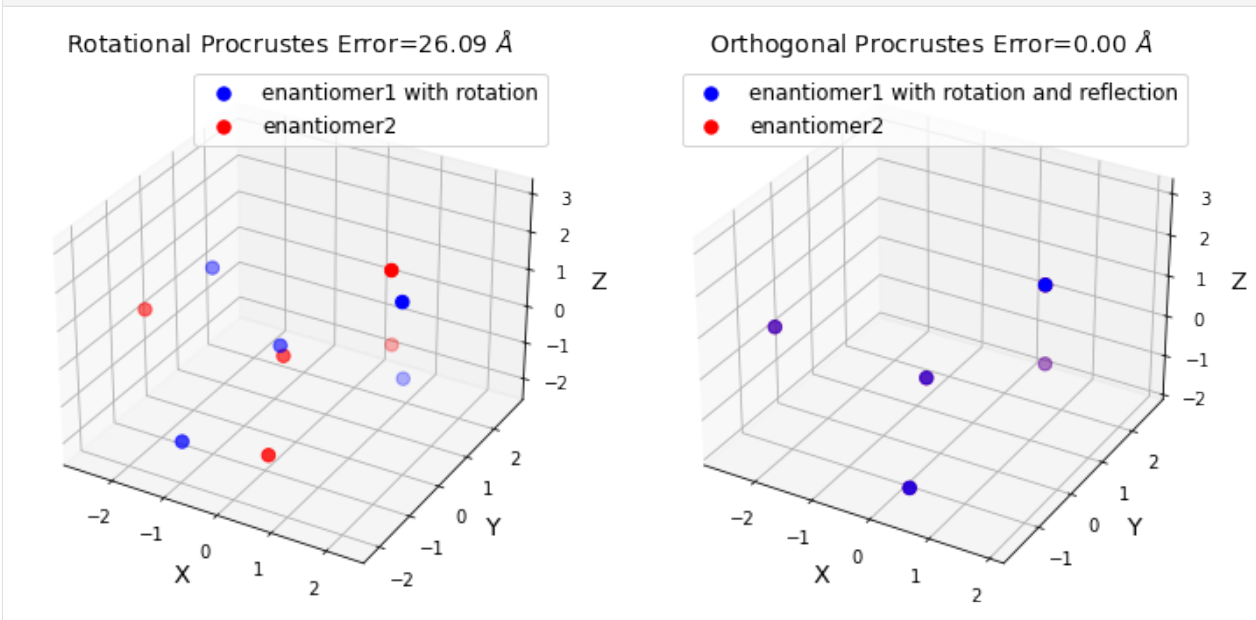 Rotational Procrustes Error=26.09 Å
enantiomer1 with rotation
enantiomer2
3
2
1
0
−1
−2
Z
−2
−1
0
1
2
X
−2
−1
0
1
2
Y
Orthogonal Procrustes Error=0.00 Å
enantiomer1 with rotation and reflection
enantiomer2
3
2
1
0
−1
−2
Z
−2
−1
0
1
2
X
−1
0
1
2
Y